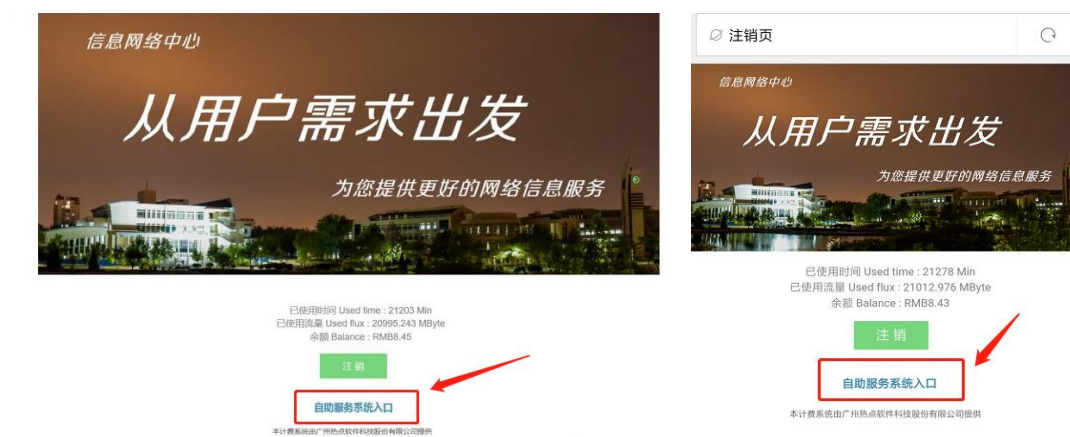 信息网络中心
从用户需求出发
为您提供更好的网络信息服务
已使用时间 Used time : 21203 Min
已使用流量 Used flux : 20995.243 MByte
余额 Balance : RMB8.45
注 销
自助服务系统入口
本计费系统由广州热点软件科技股份有限公司提供
注销页
信息网络中心
从用户需求出发
为您提供更好的网络信息服务
已使用时间 Used time : 21278 Min
已使用流量 Used flux : 21012.976 MByte
余额 Balance : RMB8.43
注 销
自助服务系统入口
本计费系统由广州热点软件科技股份有限公司提供